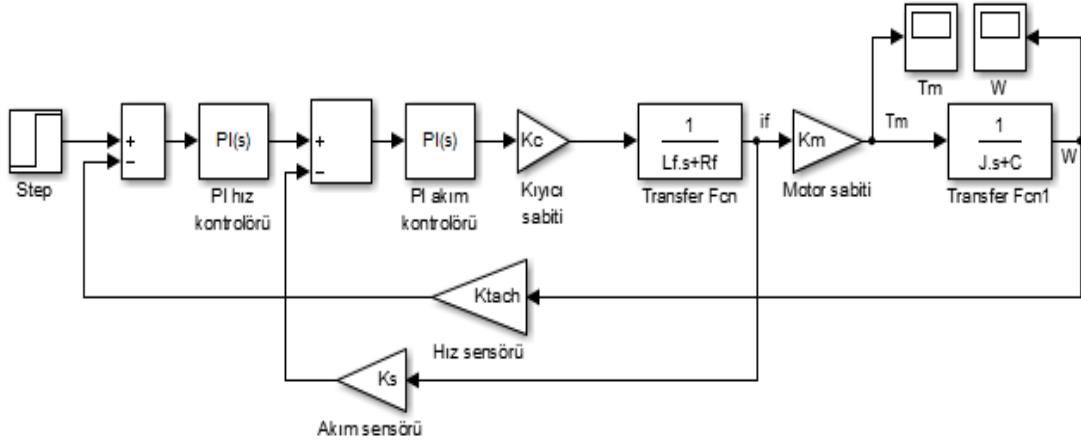 Tm
W
if
Tm
W
+
−
PI(s)
+
−
PI(s)
Kc
1
Lf.s+Rf
Km
1
J.s+C
Step
PI hız
kontrolörü
PI akım
kontrolörü
Kıyıcı
sabiti
Transfer Fcn
Motor sabiti
Transfer Fcn1
Ktach
Hız sensörü
Ks
Akım sensörü